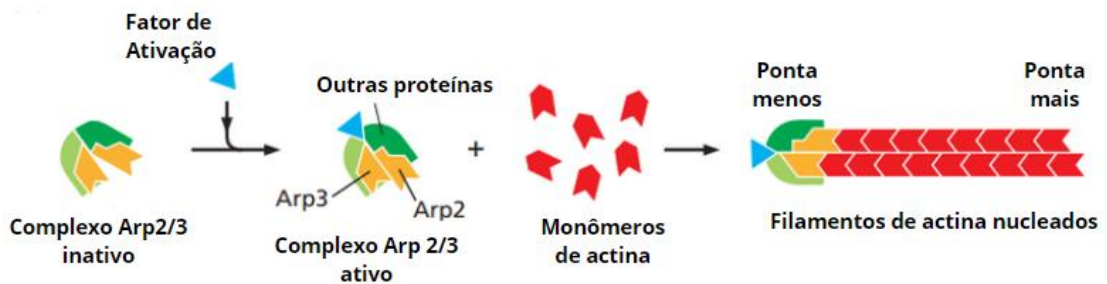 Fator de
Ativação
Outras proteínas
Ponta
menos
Ponta
mais
+
Arp3
Arp2
Complexo Arp2/3
inativo
Complexo Arp 2/3
ativo
Monômeros
de actina
Filamentos de actina nucleados